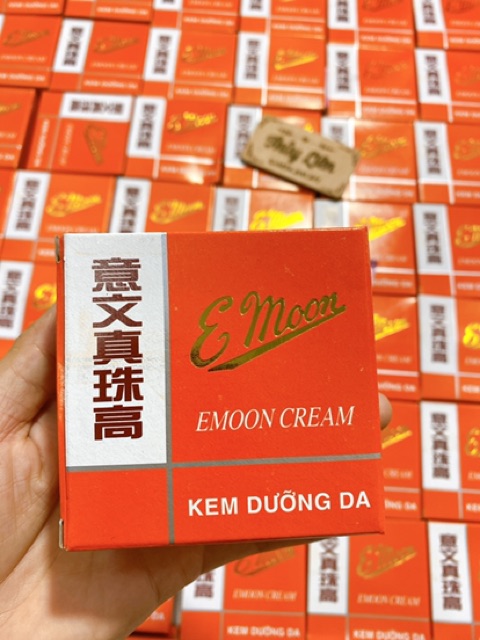 意文真珠高
E Moon
EMOON CREAM
KEM DƯỠNG DA